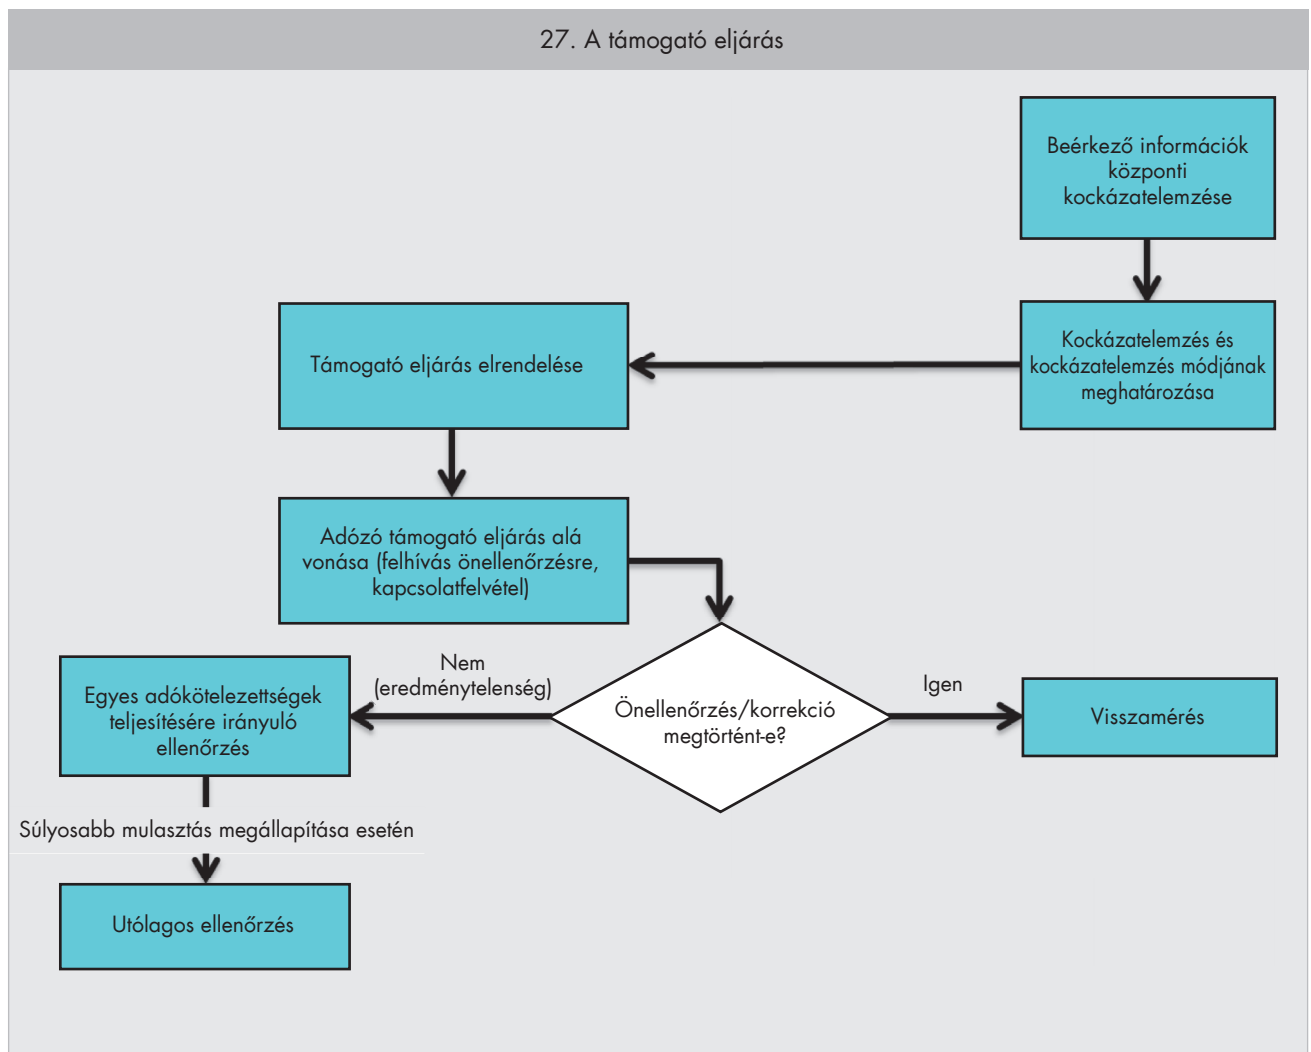 27. A támogató eljárás
Beérkező információk
központi
kockázatelemzése
Kockázatelemzés és
kockázatelemzés módjának
meghatározása
Támogató eljárás elrendelése
Adózó támogató eljárás alá
vonása (felhívás önellenőrzésre,
kapcsolatfelvétel)
Önellenőrzés/korrekció
megtörtént-e?
Nem
(eredménytelenség)
Igen
Visszamérés
Egyes adókötelezettségek
teljesítésére irányuló
ellenőrzés
Súlyosabb mulasztás megállapítása esetén
Utólagos ellenőrzés